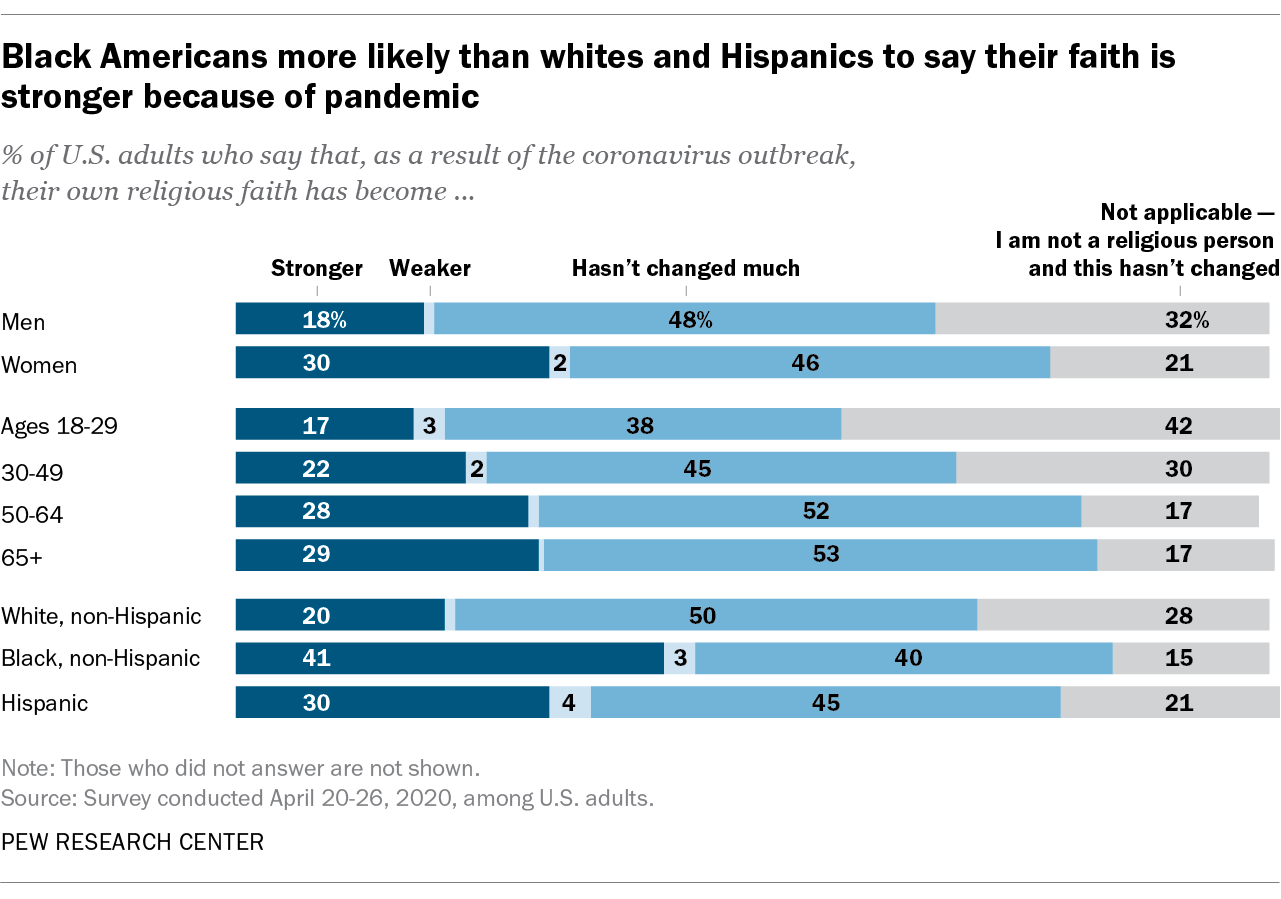 Black Americans more likely than whites and Hispanics to say their faith is
stronger because of pandemic
% of U.S. adults who say that, as a result of the coronavirus outbreak,
their own religious faith has become ...
Not applicable —
I am not a religious person
and this hasn't changed
Stronger Weaker Hasn't changed much
Men 18% 48% 32%
Women 30 2 46 21
Ages 18-29 17 3 38 42
30-49 22 2 45 30
50-64 28 52 17
65+ 29 53 17
White, non-Hispanic 20 50 28
Black, non-Hispanic 41 3 40 15
Hispanic 30 4 45 21
Note: Those who did not answer are not shown.
Source: Survey conducted April 20-26, 2020, among U.S. adults.
PEW RESEARCH CENTER